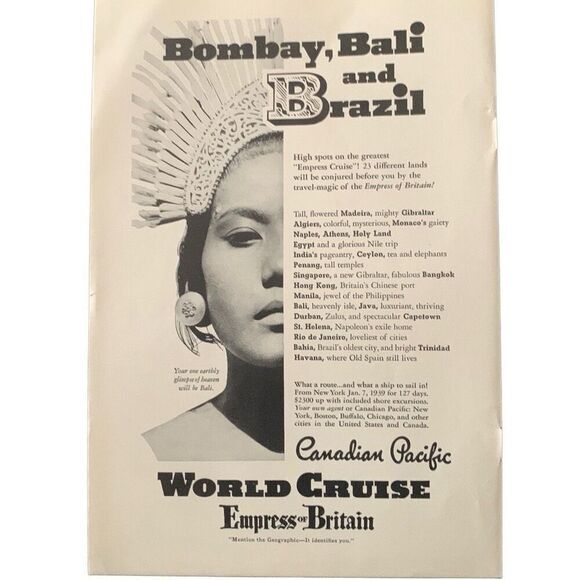 Bombay, Bali
and
Brazil
High spots on the greatest
"Empress Cruise"! 23 different lands
will be conjured before you by the
travel-magic of the Empress of Britain!
Tall, flowered Madeira, mighty Gibraltar
Algiers, colorful, mysterious, Monaco's gaiety
Naples, Athens, Holy Land
Egypt and a glorious Nile trip
India's pageantry, Ceylon, tea and elephants
Penang, tall temples
Singapore, a new Gibraltar, fabulous Bangkok
Hong Kong, Britain's Chinese port
Manila, jewel of the Philippines
Bali, heavenly isle, Java, luxuriant, thriving
Durban, Zulus, and spectacular Capetown
St. Helena, Napoleon's exile home
Rio de Janeiro, loveliest of cities
Bahia, Brazil's oldest city, and bright Trinidad
Havana, where Old Spain still lives
Your one earthly
glimpse of heaven
will be Bali.
What a route...and what a ship to sail in!
From New York Jan. 7, 1939 for 127 days.
$2300 up with included shore excursions.
Your own agent or Canadian Pacific: New
York, Boston, Buffalo, Chicago, and other
cities in the United States and Canada.
Canadian Pacific
WORLD CRUISE
Empress OF Britain
"Mention the Geographic—It identifies you."